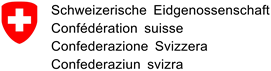 Schweizerische Eidgenossenschaft
Confédération suisse
Confederazione Svizzera
Confederaziun svizra